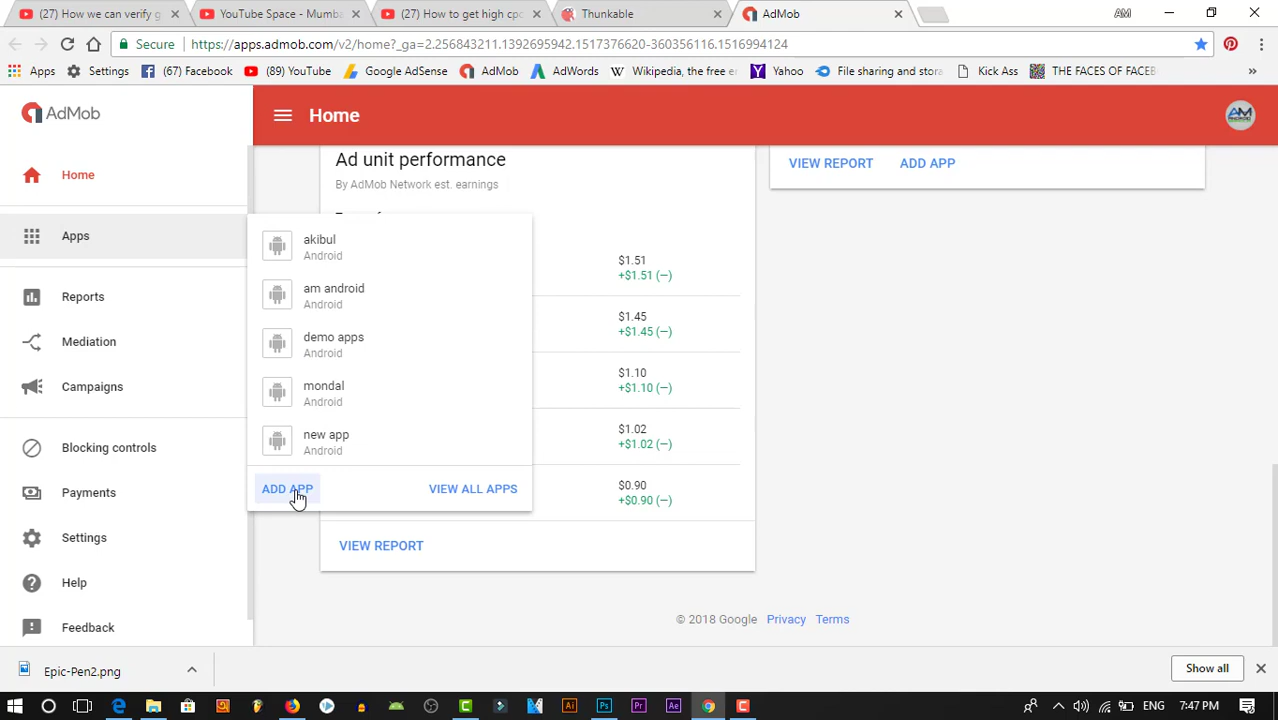 (27) How we can verify g
YouTube Space - Mumba
(27) How to get high cpc
Thunkable
AdMob
AM
Secure
https://apps.admob.com/v2/home?_ga=2.256843211.1392695942.1517376620-360356116.1516994124
Apps
Settings
(67) Facebook
(89) YouTube
Google AdSense
AdMob
AdWords
Wikipedia, the free e
Yahoo
File sharing and stora
Kick Ass
THE FACES OF FACEB
»
AdMob
Home
AM
Home
Apps
Reports
Mediation
Campaigns
Blocking controls
Payments
Settings
Help
Feedback
Ad unit performance
By AdMob Network est. earnings
VIEW REPORT
ADD APP
akibul
Android
am android
Android
demo apps
Android
mondal
Android
new app
Android
ADD APP
VIEW ALL APPS
$1.51
+$1.51 (—)
$1.45
+$1.45 (—)
$1.10
+$1.10 (—)
$1.02
+$1.02 (—)
$0.90
+$0.90 (—)
VIEW REPORT
© 2018 Google
Privacy
Terms
Epic-Pen2.png
Show all
ENG
7:47 PM